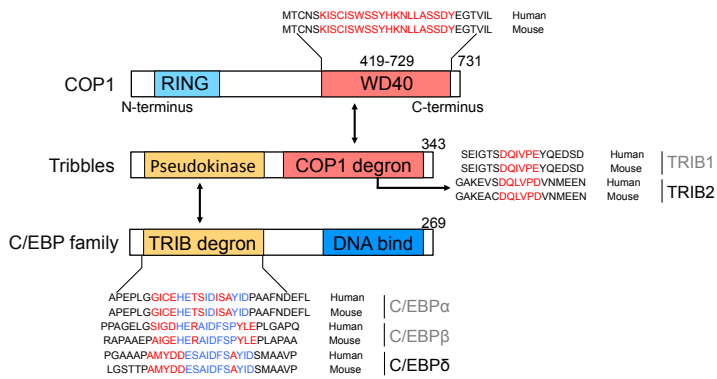 MTCNSKISCISWSSYHKNLLASSDYEGTVIL Human
MTCNSKISCISWSSYHKNLLASSDYEGTVIL Mouse
419-729 731
COP1 RING WD40
N-terminus C-terminus
343
Tribbles Pseudokinase COP1 degron
SEIGTSDQIVPEYQEDSD Human
SEIGTSDQIVPEYQEDSD Mouse
TRIB1
GAKEVSDQLVPDVNMEEN Human
GAKEACDQLVPDVNMEEN Mouse
TRIB2
269
C/EBP family TRIB degron DNA bind
APEPLGGICEHETSIDISAYIDPAAFNDEFL Human
APEPLGGICEHETSIDISAYIDPAAFNDEFL Mouse
C/EBPα
PPAGELGSIGDHERAIDFSPYLEPLGAPQ Human
RAPAAEPAIGEHERAIDFSPYLEPLAPAA Mouse
C/EBPβ
PGAAAPAMYDDESAIDFSAYIDSMAAVP Human
LGSTTPAMYDDESAIDFSAYIDSMAAVP Mouse
C/EBPδ